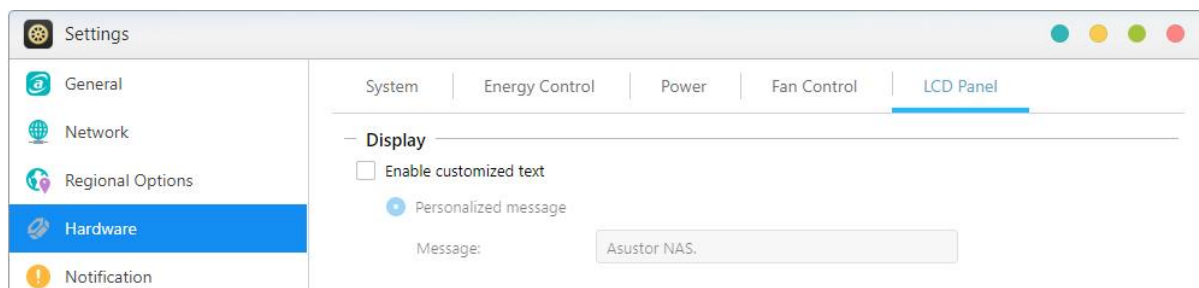 Settings
General
Network
Regional Options
Hardware
Notification
System Energy Control Power Fan Control LCD Panel
Display
Enable customized text
Personalized message
Message: Asustor NAS.